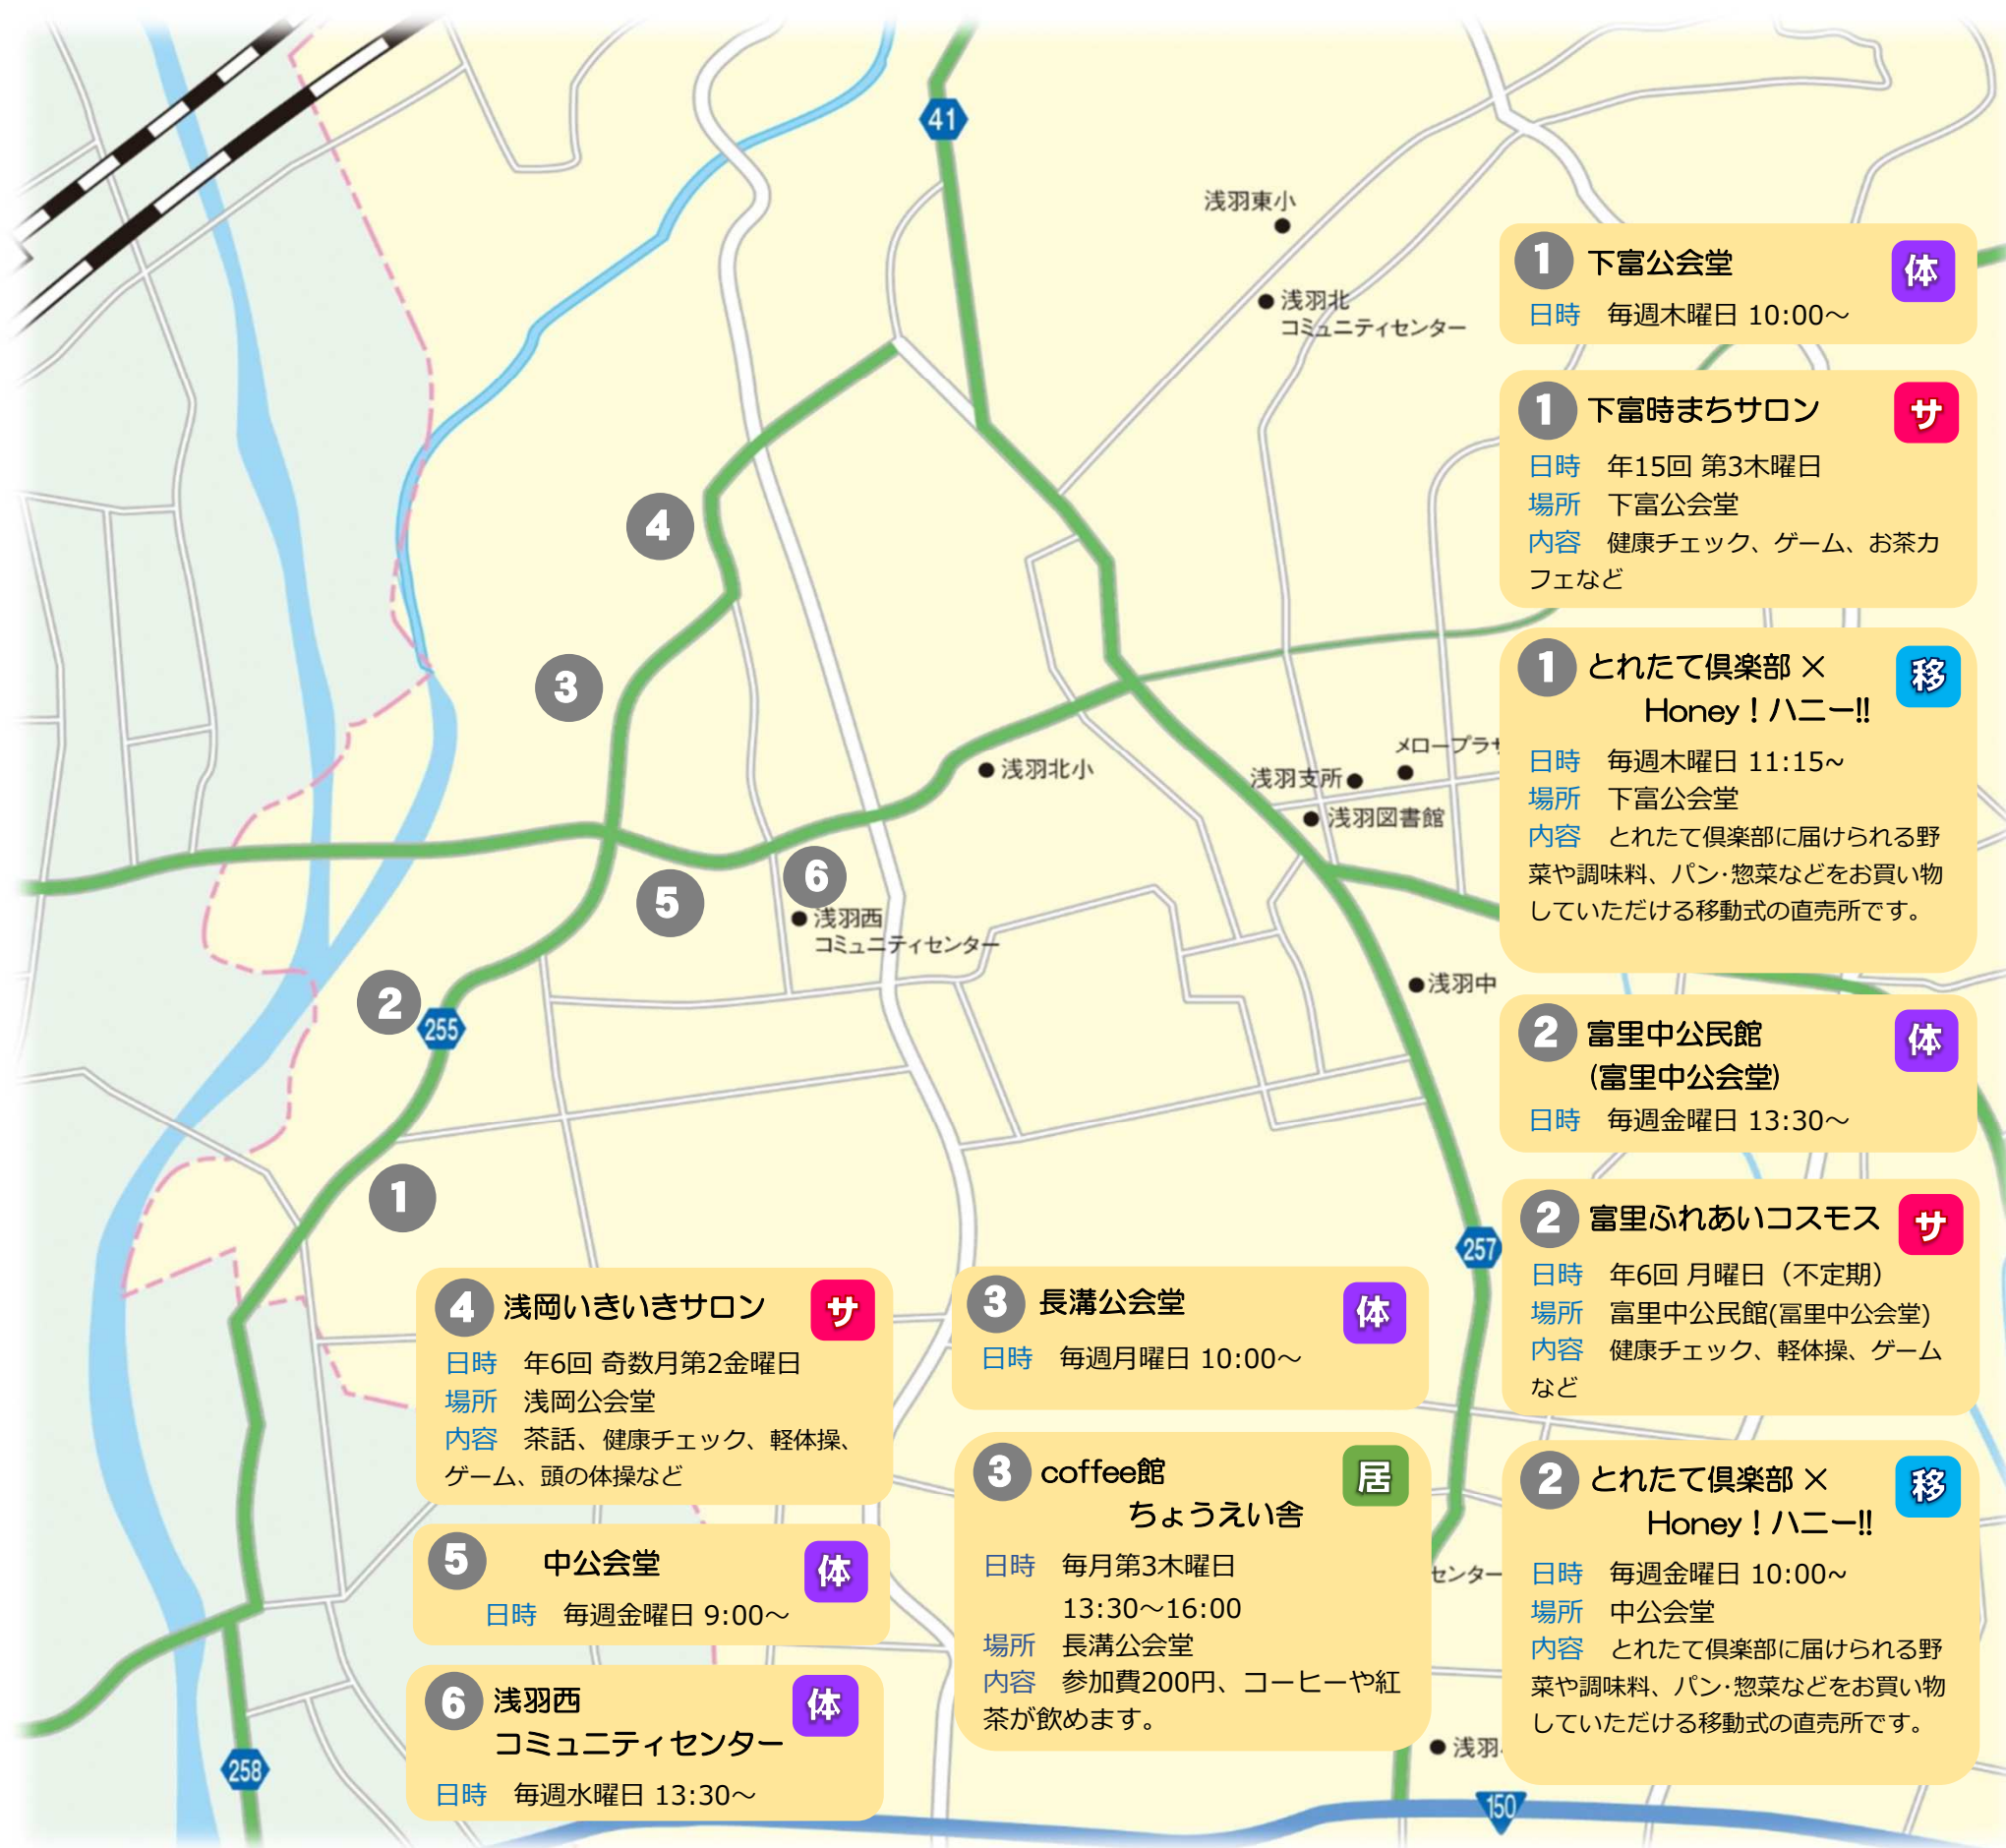 41
浅羽東小
浅羽北
コミュニティセンター
4
3
浅羽北小
メロープラ
浅羽支所
浅羽図書館
6
5
浅羽西
コミュニティセンター
浅羽中
2
255
1
257
センター
浅羽
258
150
1 下富公会堂 体
日時 毎週木曜日 10:00～
1 下富時まちサロン サ
日時 年15回 第3木曜日
場所 下富公会堂
内容 健康チェック、ゲーム、お茶カ
フェなど
1 とれたて倶楽部 × 移
Honey！ハニー!!
日時 毎週木曜日 11:15~
場所 下富公会堂
内容 とれたて倶楽部に届けられる野
菜や調味料、パン･惣菜などをお買い物
していただける移動式の直売所です。
2 富里中公民館 体
(富里中公会堂)
日時 毎週金曜日 13:30～
2 富里ふれあいコスモス サ
日時 年6回 月曜日（不定期）
場所 富里中公民館(冨里中公会堂)
内容 健康チェック、軽体操、ゲーム
など
2 とれたて倶楽部 × 移
Honey！ハニー!!
日時 毎週金曜日 10:00~
場所 中公会堂
内容 とれたて倶楽部に届けられる野
菜や調味料、パン･惣菜などをお買い物
していただける移動式の直売所です。
3 長溝公会堂 体
日時 毎週月曜日 10:00～
3 coffee館 居
ちょうえい舎
日時 毎月第3木曜日
13:30～16:00
場所 長溝公会堂
内容 参加費200円、コーヒーや紅
茶が飲めます。
4 浅岡いきいきサロン サ
日時 年6回 奇数月第2金曜日
場所 浅岡公会堂
内容 茶話、健康チェック、軽体操、
ゲーム、頭の体操など
5 中公会堂 体
日時 毎週金曜日 9:00～
6 浅羽西 体
コミュニティセンター
日時 毎週水曜日 13:30～